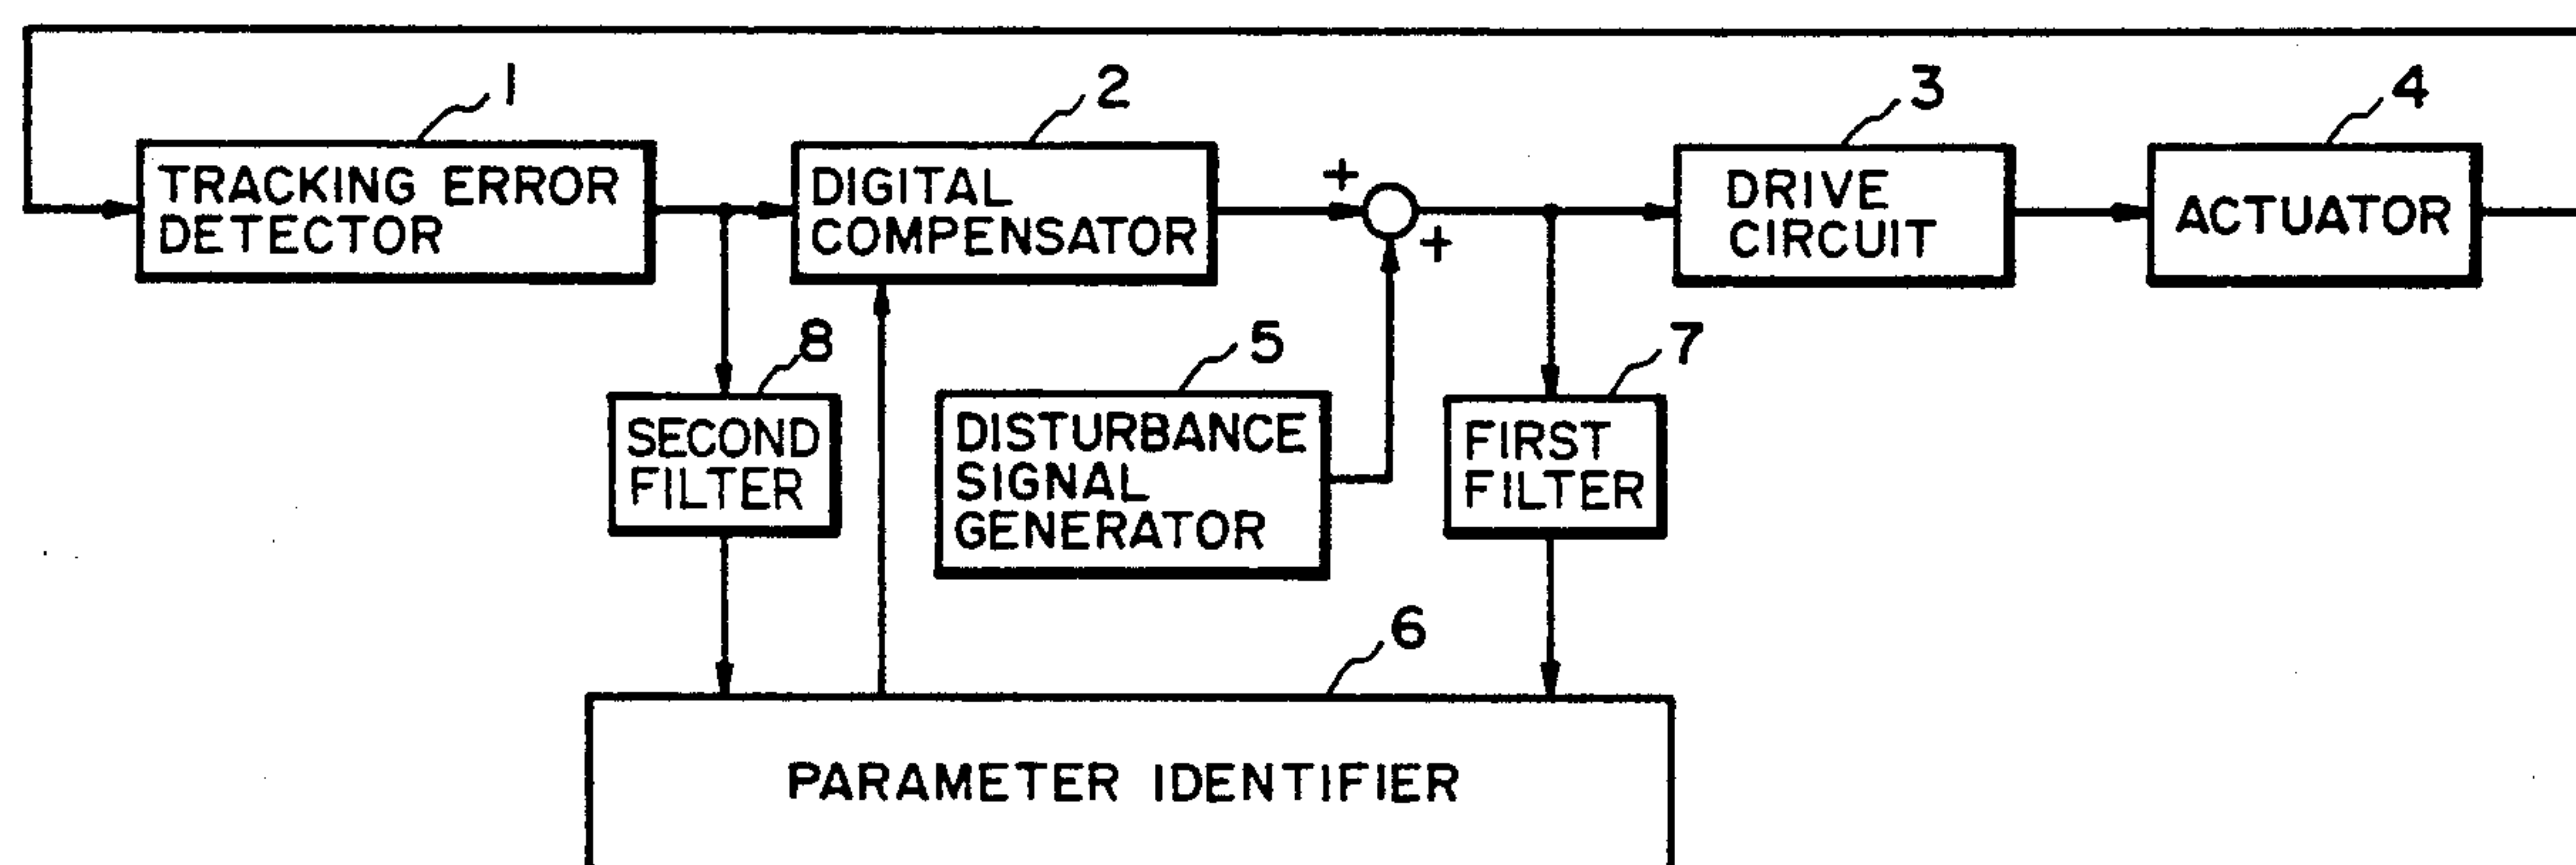 1
2
3
4
TRACKING ERROR
DETECTOR
DIGITAL
COMPENSATOR
+
+
DRIVE
CIRCUIT
ACTUATOR
8
5
7
SECOND
FILTER
DISTURBANCE
SIGNAL
GENERATOR
FIRST
FILTER
6
PARAMETER IDENTIFIER